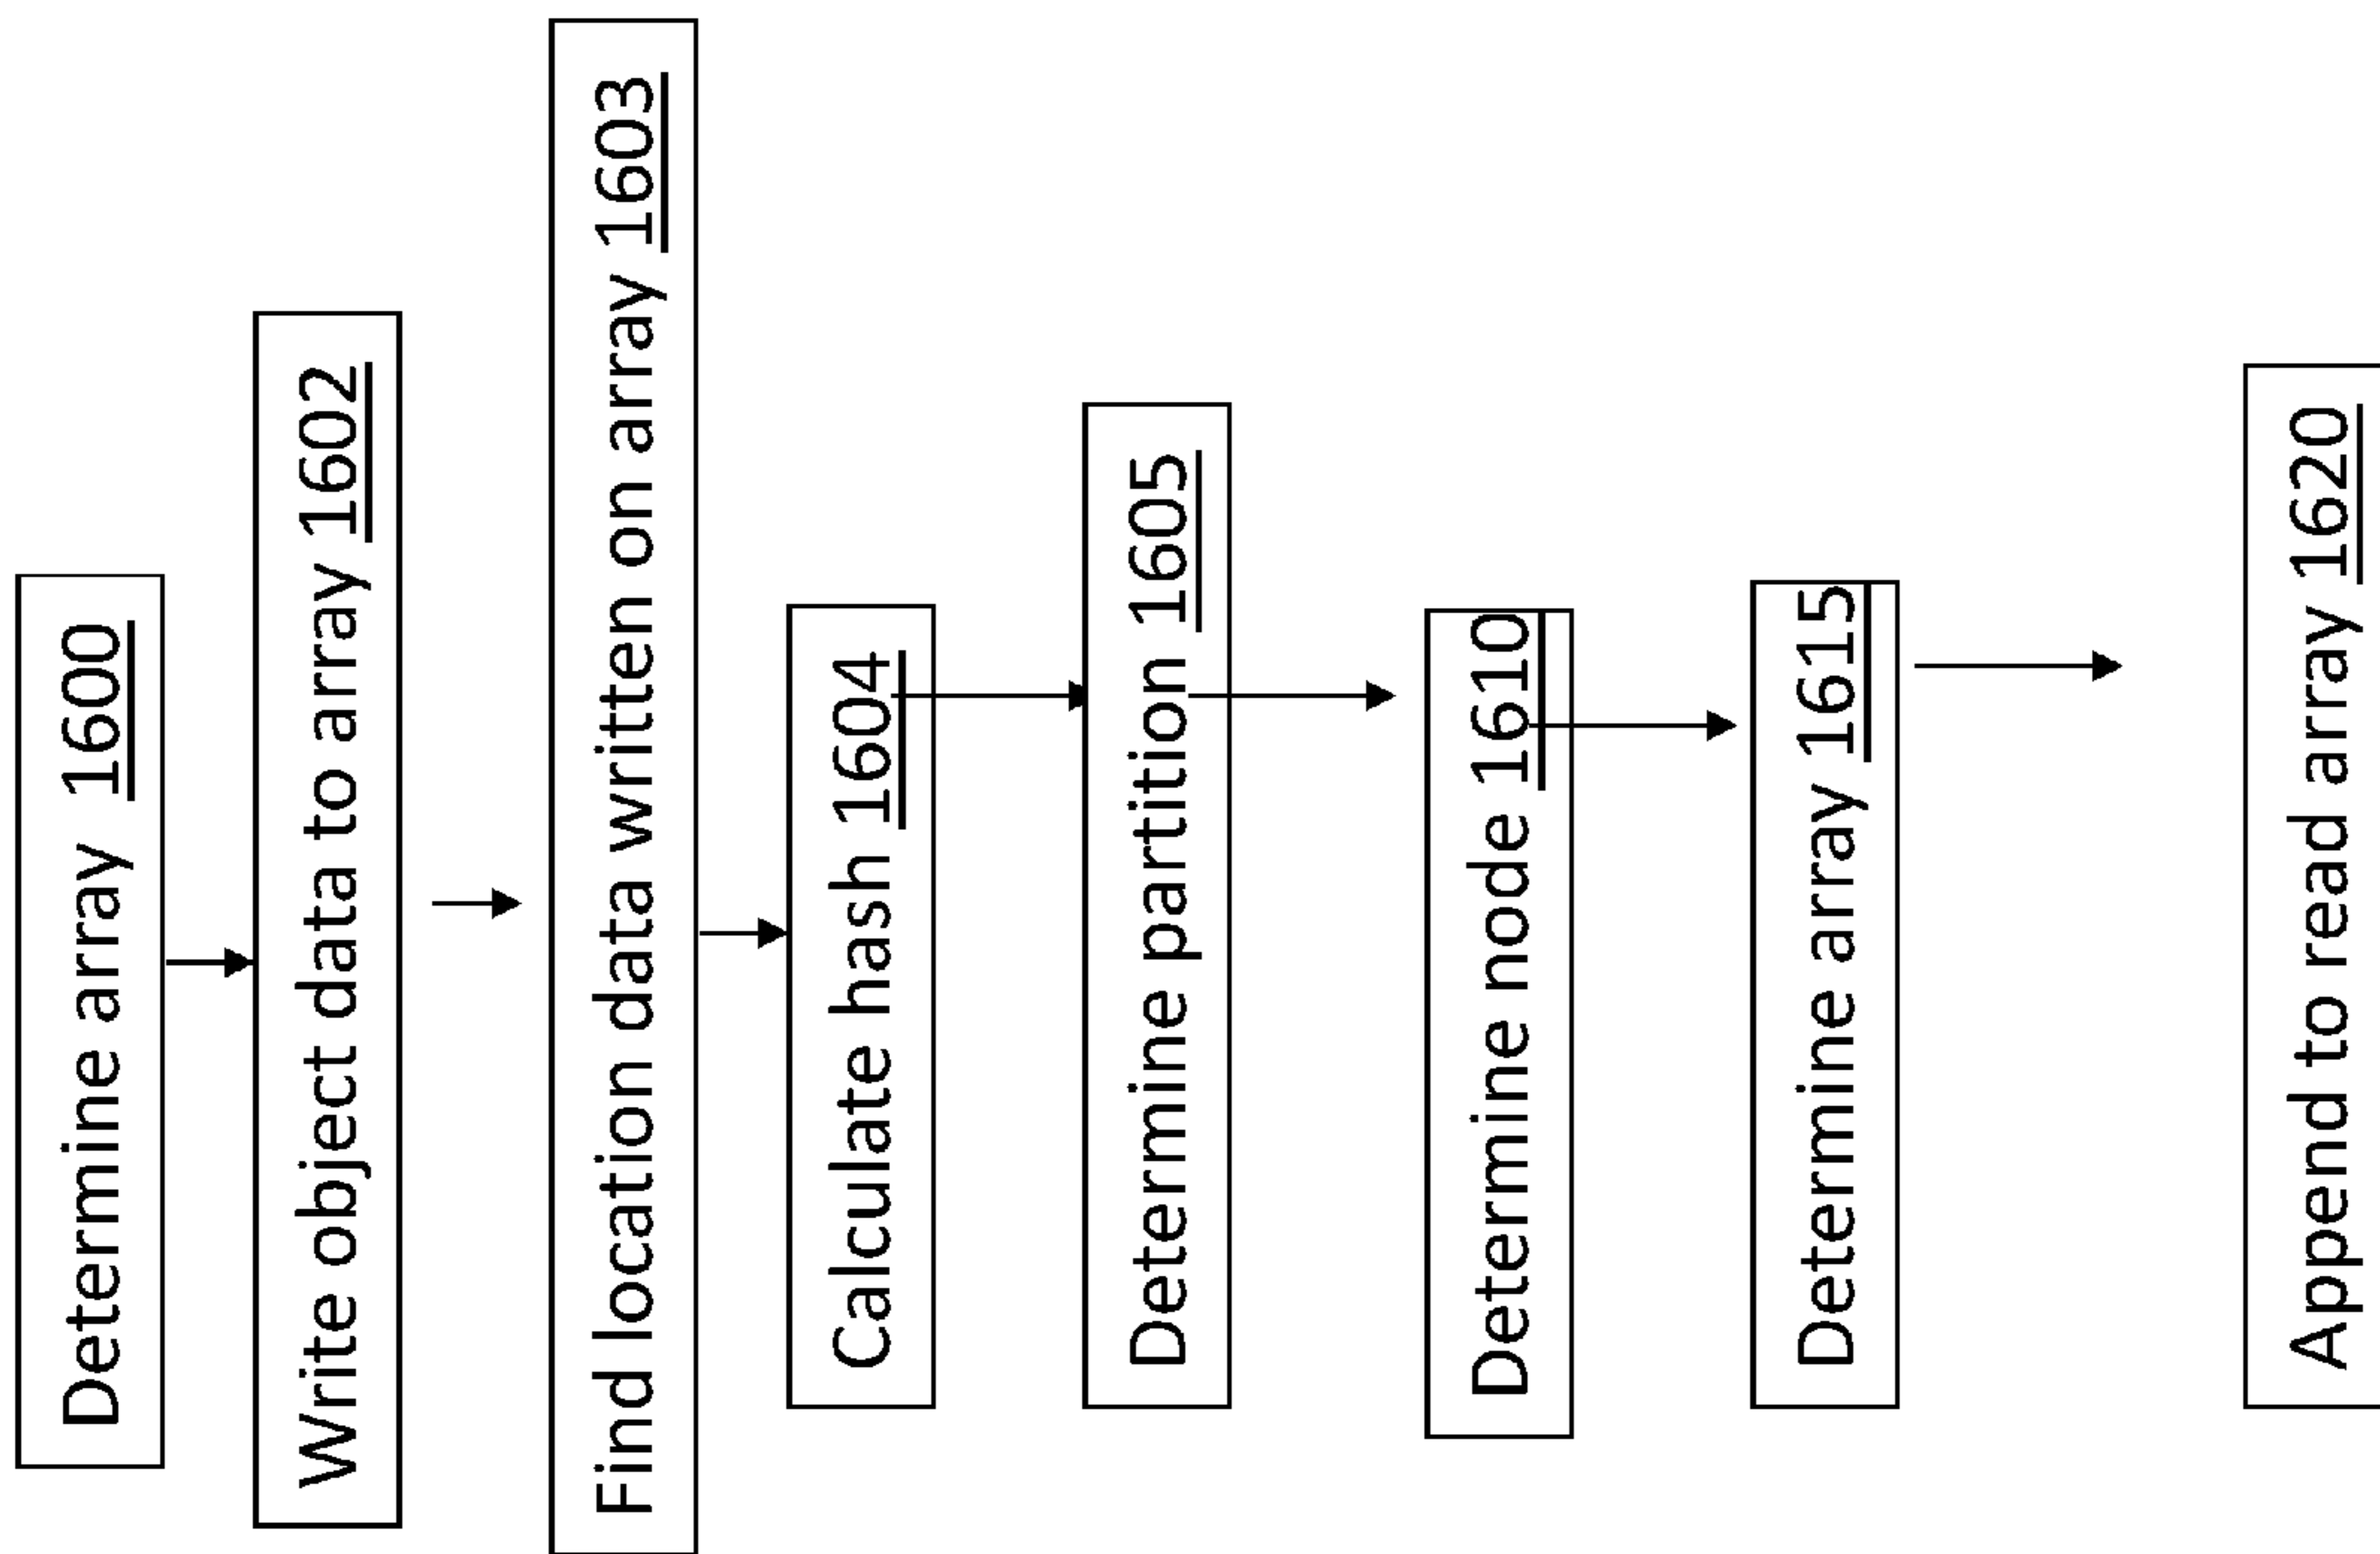 Determine array 1600
Write object data to array 1602
Find location data written on array 1603
Calculate hash 1604
Determine partition 1605
Determine node 1610
Determine array 1615
Append to read array 1620